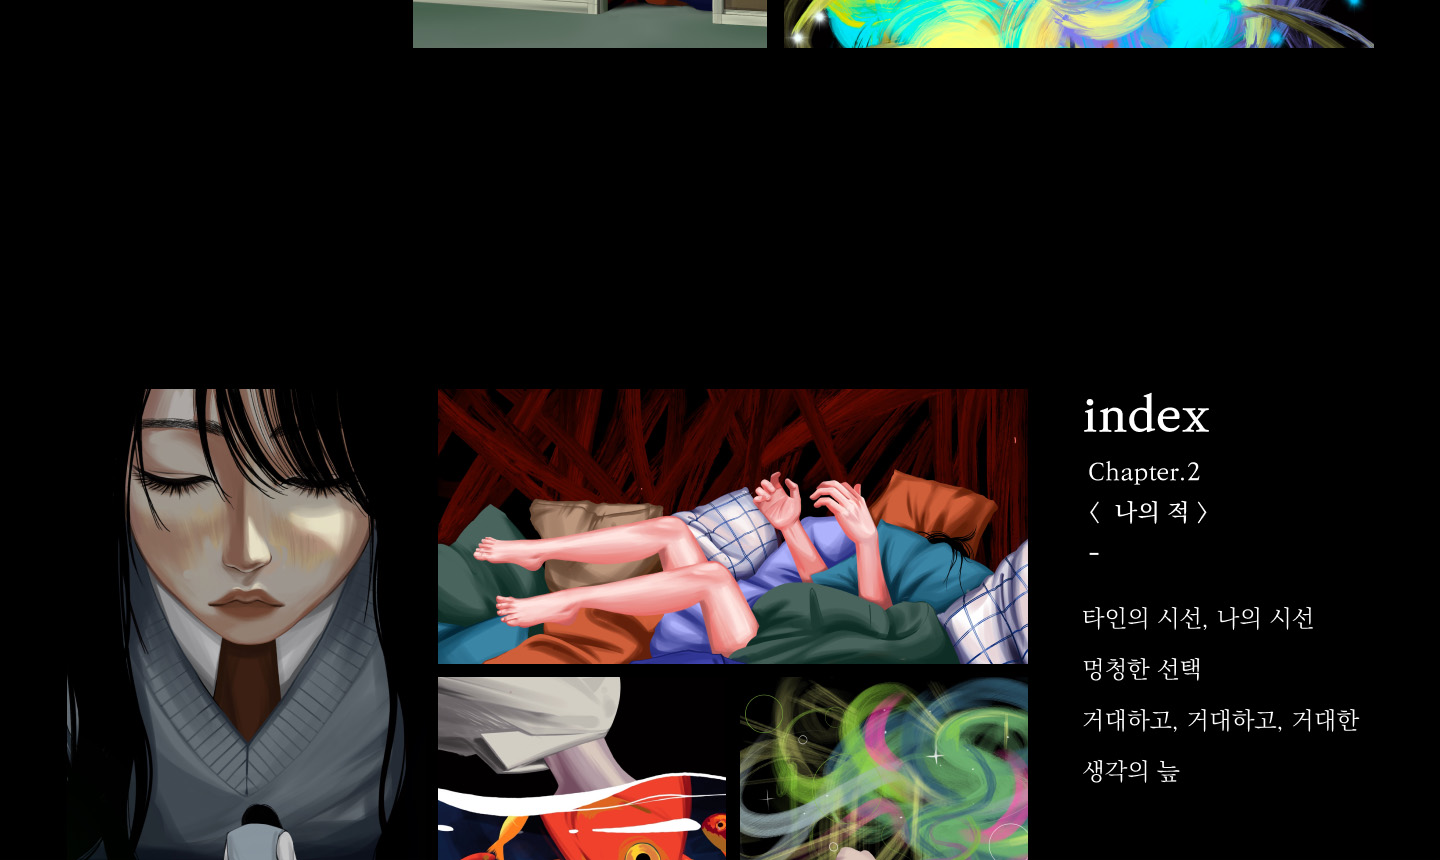 index
Chapter.2
〈 나의 적 〉
-
타인의 시선, 나의 시선
멍청한 선택
거대하고, 거대하고, 거대한
생각의 늪